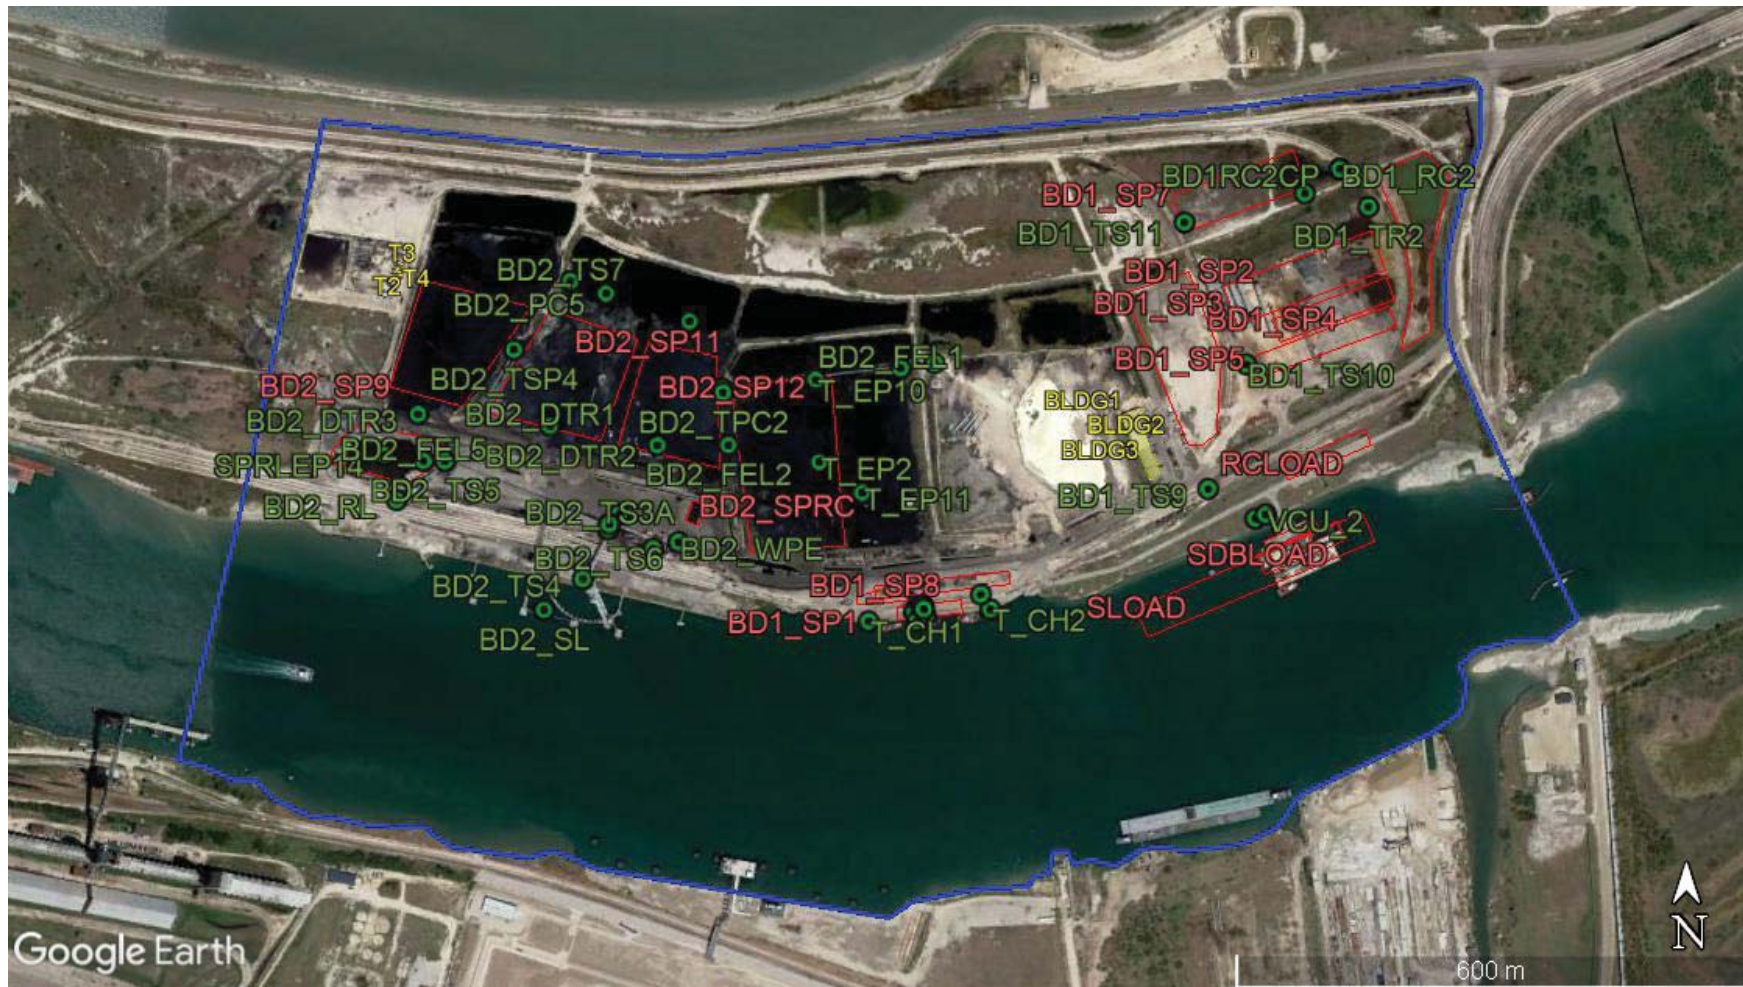 BD1RC2CP
BD1_RC2
BD1_SP7
BD1_TS11
BD1_TR2
T3
T2
T4
BD2_TS7
BD1_SP2
BD2_PC5
BD1_SP3
BD1_SP4
BD2_SP11
BD2_FEL1
BD1_SP5
BD1_TS10
BD2_SP9
BD2_TSP4
BD2_SP12
T_EP10
BLDG1
BD2_DTR3
BD2_DTR1
BD2_TPC2
BLDG2
BD2_FEL5
BD2_DTR2
BLDG3
SPRLEP14
BD2_FEL2
T_EP2
RCLOAD
BD2_TS5
BD2_RL
BD2_TS3A
BD2_SPRC
T_EP11
BD1_TS9
VCU_2
BD2_TS6
BD2_WPE
SDBLOAD
BD2_TS4
BD1_SP8
SLOAD
BD2_SL
BD1_SP1
T_CH1
T_CH2
Google Earth
N
600 m